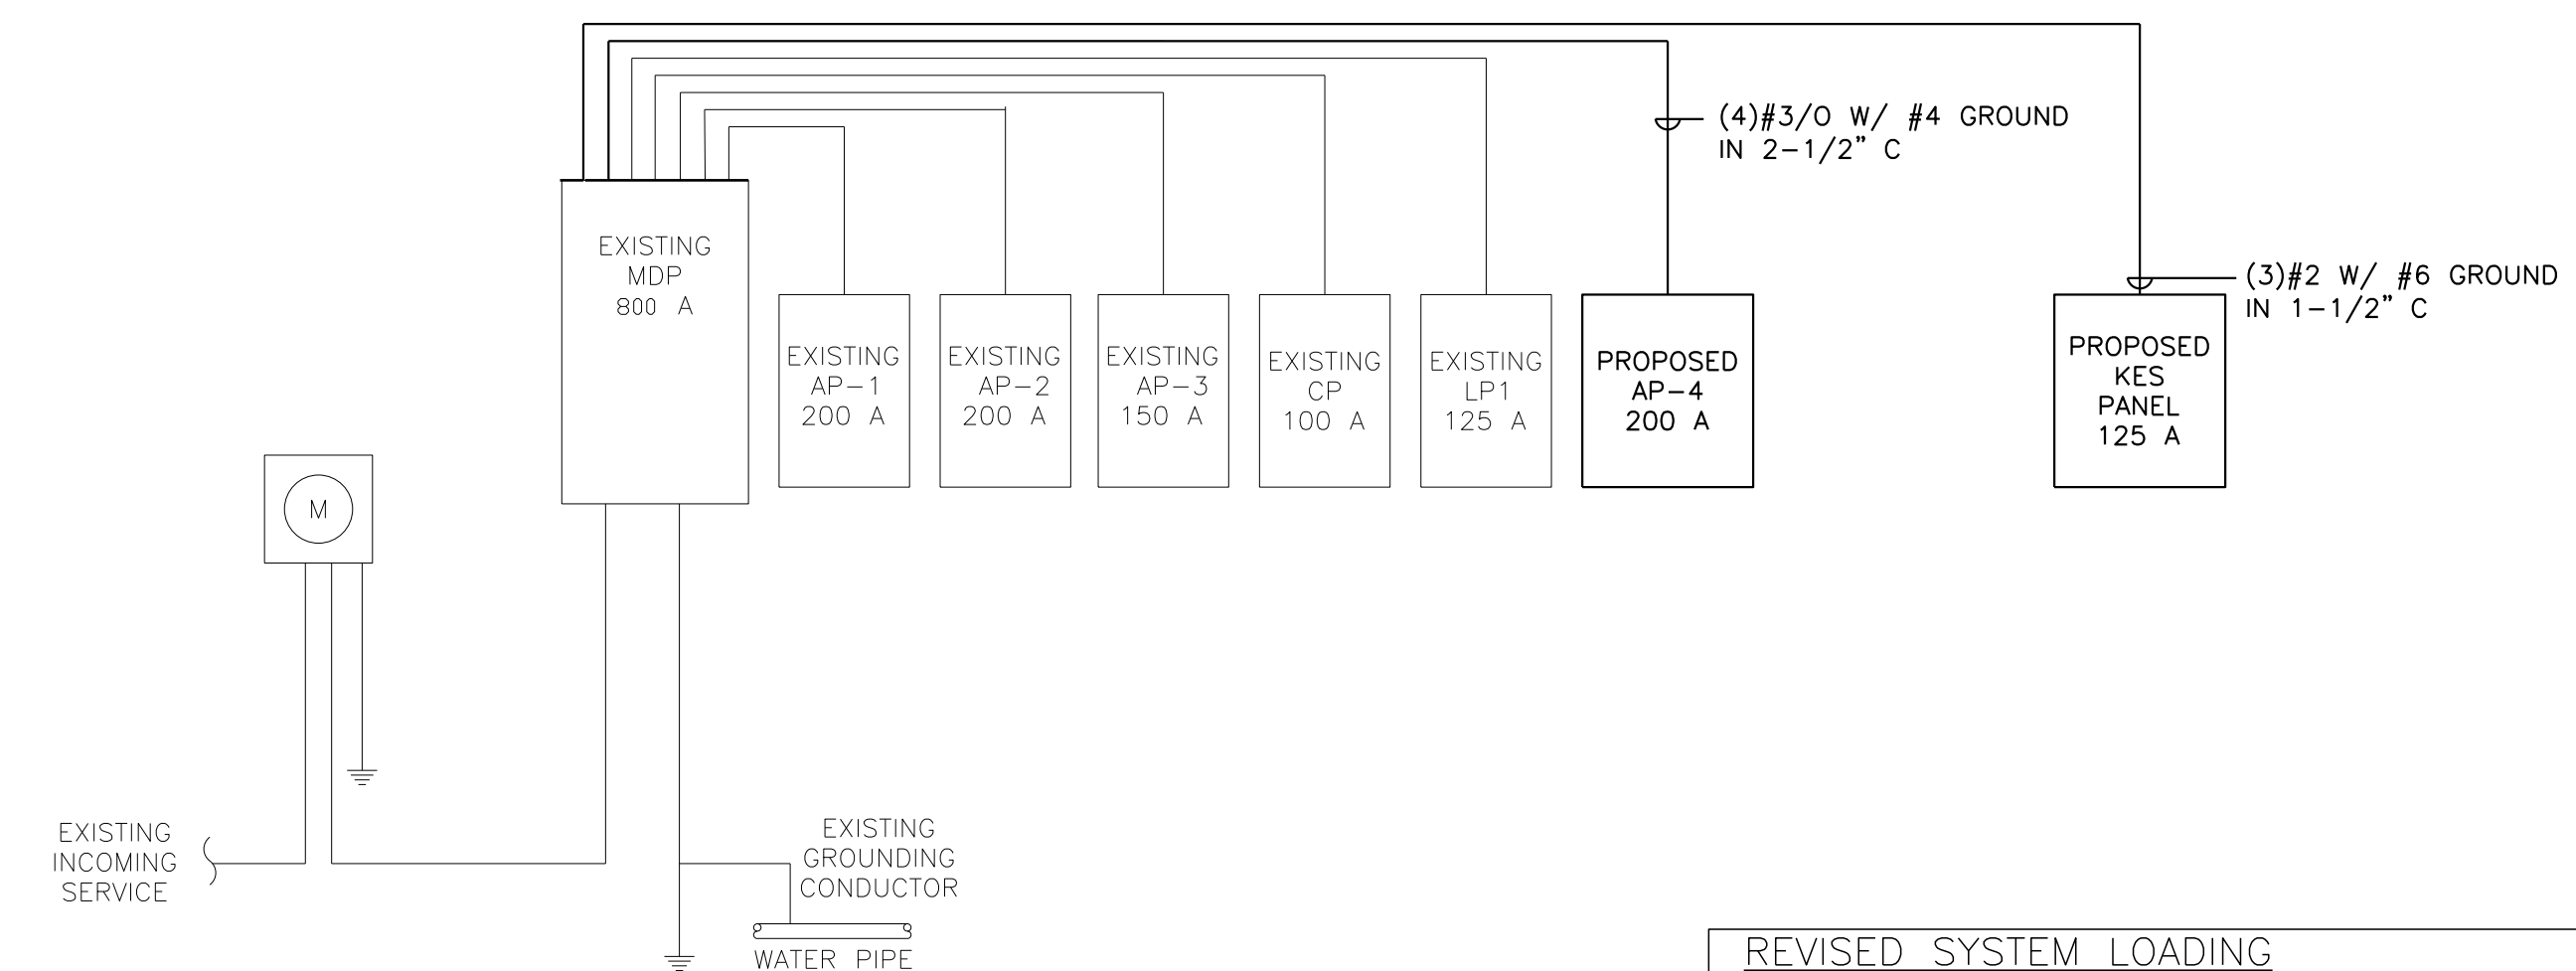 (4)#3/0 W/ #4 GROUND
IN 2-1/2" C
(3)#2 W/ #6 GROUND
IN 1-1/2" C
EXISTING
MDP
800 A
EXISTING
AP-1
200 A
EXISTING
AP-2
200 A
EXISTING
AP-3
150 A
EXISTING
CP
100 A
EXISTING
LP1
125 A
PROPOSED
AP-4
200 A
PROPOSED
KES
PANEL
125 A
M
EXISTING
INCOMING
SERVICE
EXISTING
GROUNDING
CONDUCTOR
WATER PIPE
REVISED SYSTEM LOADING